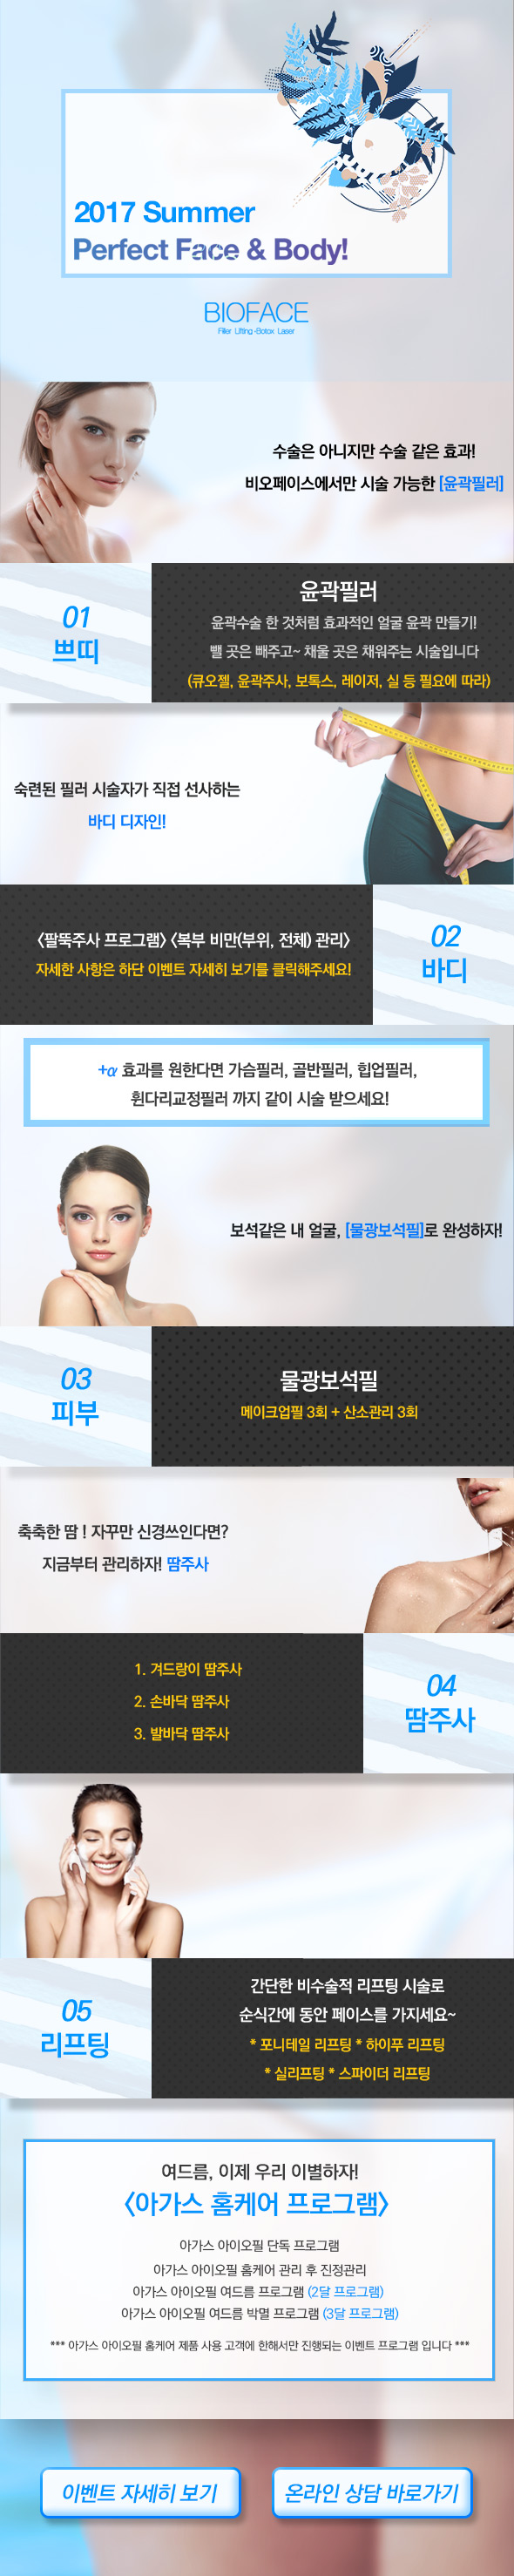 2017 Summer
Perfect Face & Body!
BIOFACE
Filler Lifting -Botox Laser
수술은 아니지만 수술 같은 효과!
비오페이스에서만 시술 가능한 [윤곽필러]
01
쁘띠
윤곽필러
윤곽수술 한 것처럼 효과적인 얼굴 윤곽 만들기!
뺄 곳은 빼주고~ 채울 곳은 채워주는 시술입니다
(큐오젤, 윤곽주사, 보톡스, 레이저, 실 등 필요에 따라)
숙련된 필러 시술자가 직접 선사하는
바디 디자인!
<팔뚝주사 프로그램> <복부 비만(부위, 전체) 관리>
자세한 사항은 하단 이벤트 자세히 보기를 클릭해주세요!
02
바디
+α 효과를 원한다면 가슴필러, 골반필러, 힙업필러,
휜다리교정필러 까지 같이 시술 받으세요!
보석같은 내 얼굴, [물광보석필]로 완성하자!
03
피부
물광보석필
메이크업필 3회 + 산소관리 3회
축축한 땀 ! 자꾸만 신경쓰인다면?
지금부터 관리하자! 땀주사
1. 겨드랑이 땀주사
2. 손바닥 땀주사
3. 발바닥 땀주사
04
땀주사
05
리프팅
간단한 비수술적 리프팅 시술로
순식간에 동안 페이스를 가지세요~
* 포니테일 리프팅 * 하이푸 리프팅
* 실리프팅 * 스파이더 리프팅
여드름, 이제 우리 이별하자!
<아가스 홈케어 프로그램>
아가스 아이오필 단독 프로그램
아가스 아이오필 홈케어 관리 후 진정관리
아가스 아이오필 여드름 프로그램 (2달 프로그램)
아가스 아이오필 여드름 박멸 프로그램 (3달 프로그램)
*** 아가스 아이오필 홈케어 제품 사용 고객에 한해서만 진행되는 이벤트 프로그램 입니다 ***
이벤트 자세히 보기
온라인 상담 바로가기